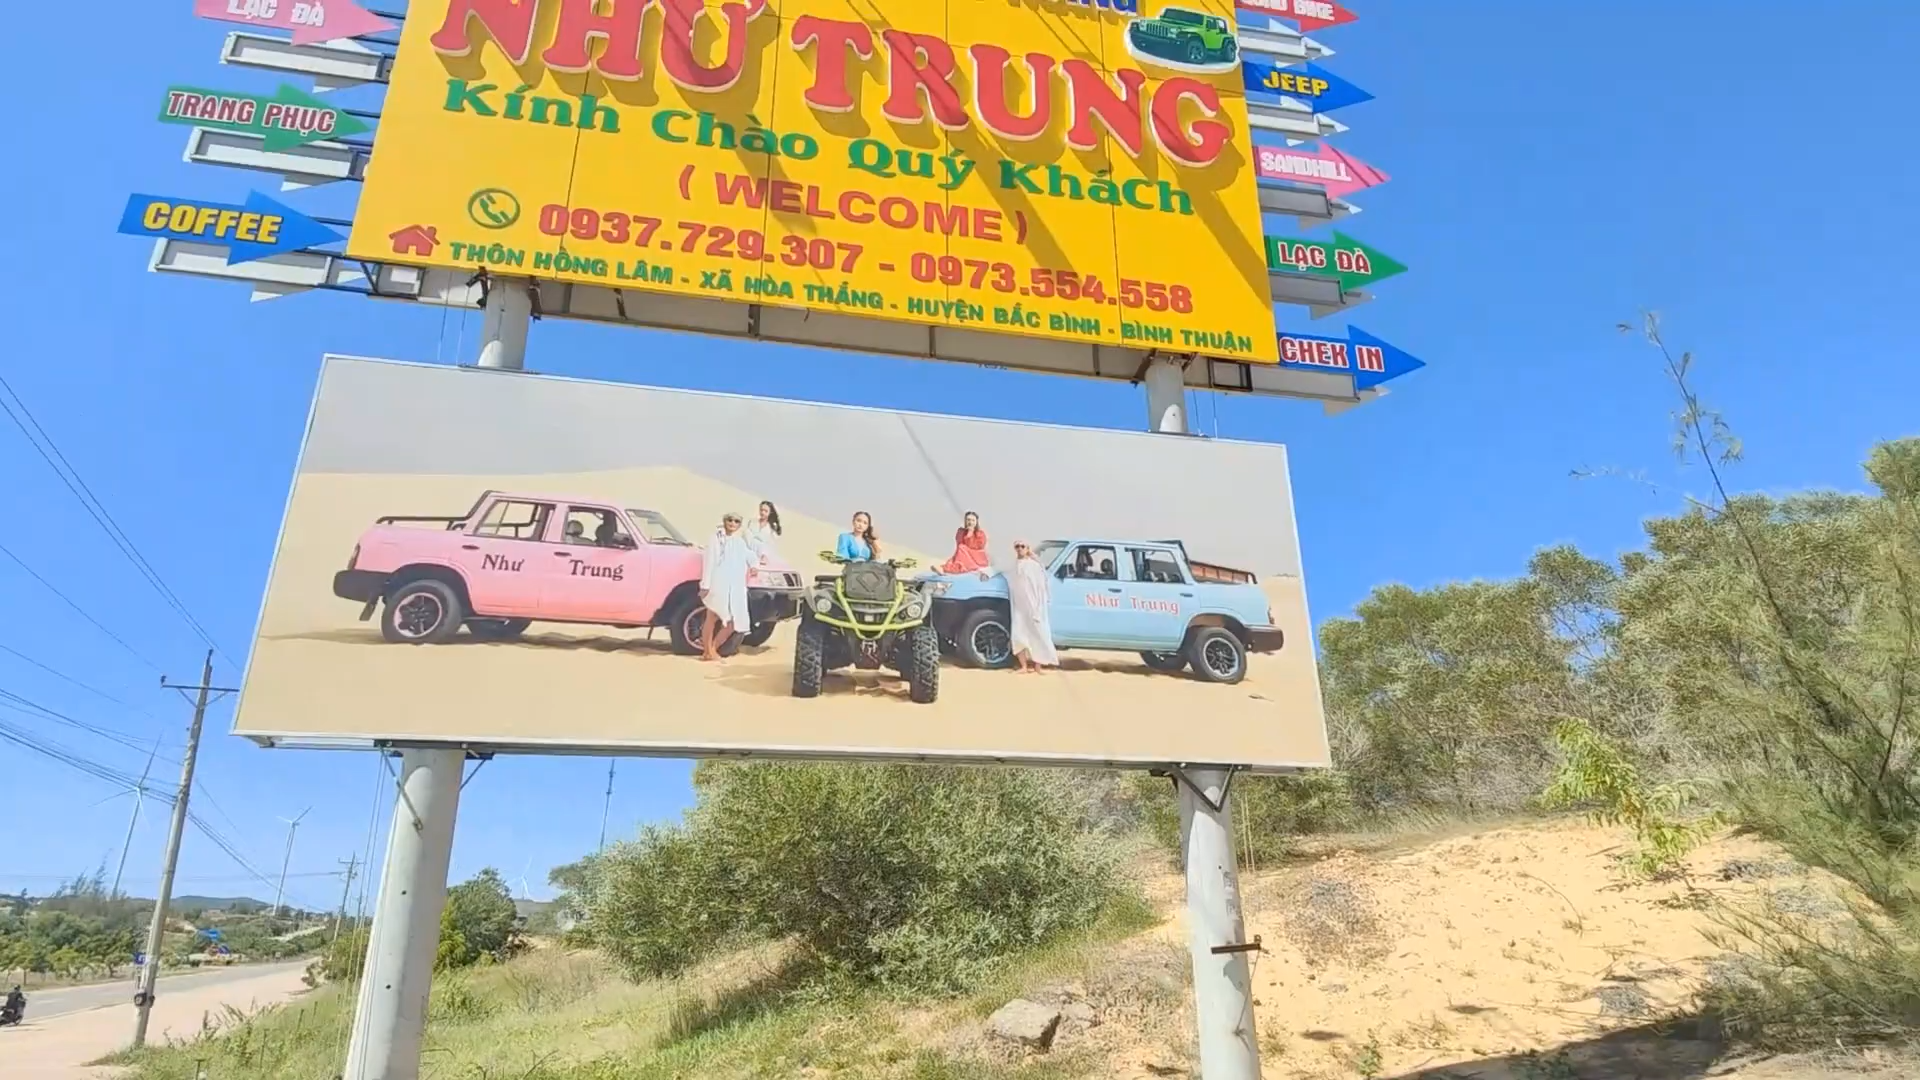 LẠC ĐÀ
TRANG PHỤC
COFFEE
NHƯ TRUNG
Kính Chào Quý Khách
( WELCOME )
0937.729.307 - 0973.554.558
THÔN HỒNG LÂM - XÃ HÒA THẮNG - HUYỆN BẮC BÌNH - BÌNH THUẬN
JEEP
SANDHILL
LẠC ĐÀ
CHEK IN
Như Trung
Như Trung